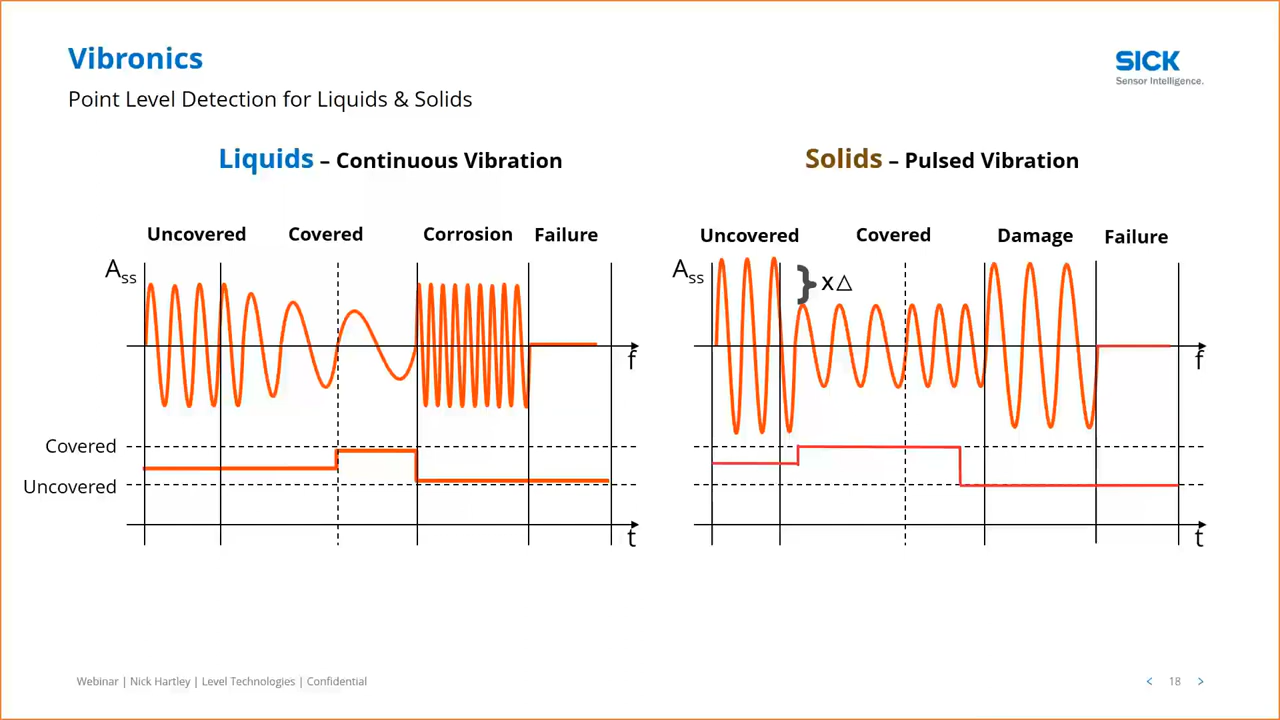 Vibronics
SICK
Sensor Intelligence.
Point Level Detection for Liquids & Solids
Liquids – Continuous Vibration
Uncovered Covered Corrosion Failure
Ass
f
Covered
Uncovered
t
Solids – Pulsed Vibration
Uncovered Covered Damage Failure
Ass
} x△
f
t
Webinar | Nick Hartley | Level Technologies | Confidential
< 18 >